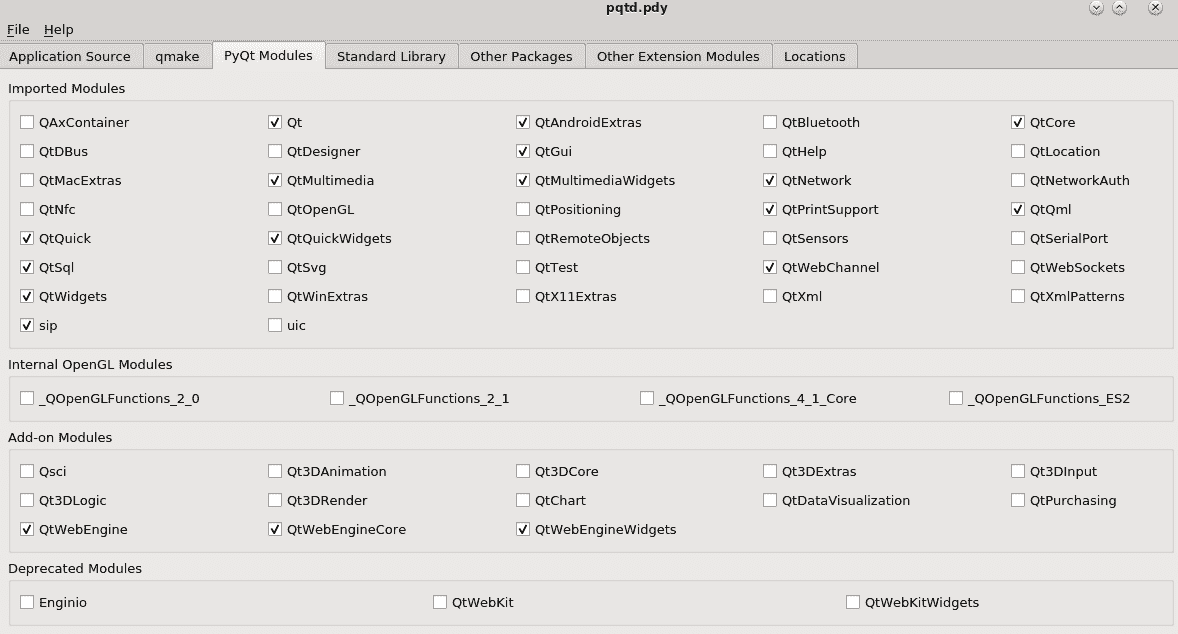 pqtd.pdy
File Help
Application Source qmake PyQt Modules Standard Library Other Packages Other Extension Modules Locations
Imported Modules
QAxContainer Qt QtAndroidExtras QtBluetooth QtCore
QtDBus QtDesigner QtGui QtHelp QtLocation
QtMacExtras QtMultimedia QtMultimediaWidgets QtNetwork QtNetworkAuth
QtNfc QtOpenGL QtPositioning QtPrintSupport QtQml
QtQuick QtQuickWidgets QtRemoteObjects QtSensors QtSerialPort
QtSql QtSvg QtTest QtWebChannel QtWebSockets
QtWidgets QtWinExtras QtX11Extras QtXml QtXmlPatterns
sip uic
Internal OpenGL Modules
_QOpenGLFunctions_2_0 _QOpenGLFunctions_2_1 _QOpenGLFunctions_4_1_Core _QOpenGLFunctions_ES2
Add-on Modules
Qsci Qt3DAnimation Qt3DCore Qt3DExtras Qt3DInput
Qt3DLogic Qt3DRender QtChart QtDataVisualization QtPurchasing
QtWebEngine QtWebEngineCore QtWebEngineWidgets
Deprecated Modules
Enginio QtWebKit QtWebKitWidgets